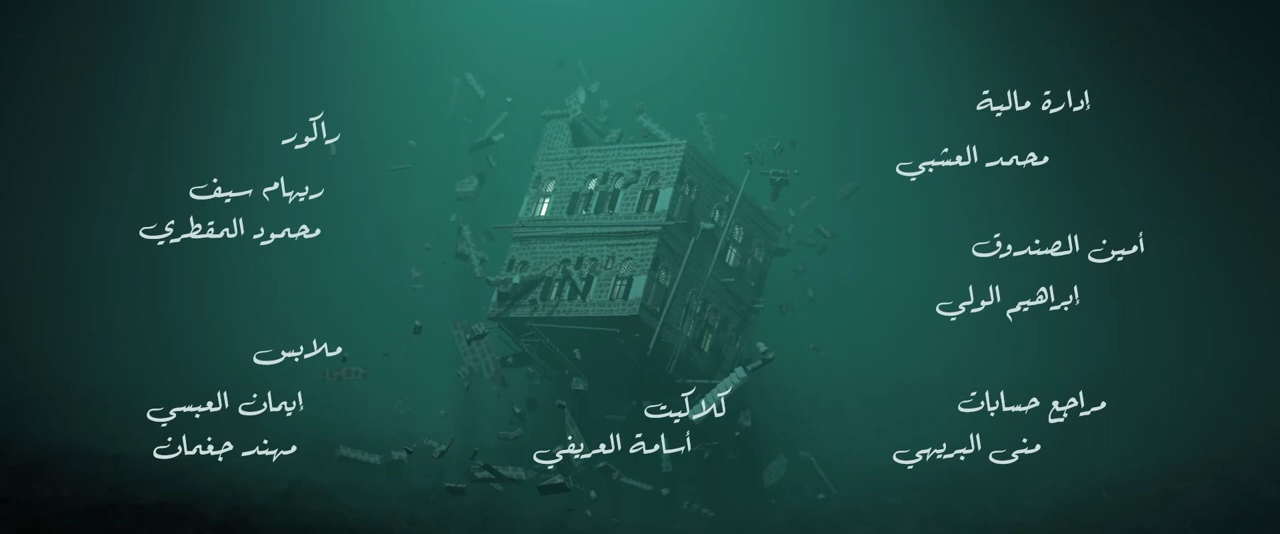 إدارة مالية
محمد العشبي
أمين الصندوق
إبراهيم الولي
مراجع حسابات
منى البريهي
كلاكيت
أسامة العريفي
راكور
ريهام سيف
محمود المقطري
ملابس
إيمان العبسي
مهند جغمان